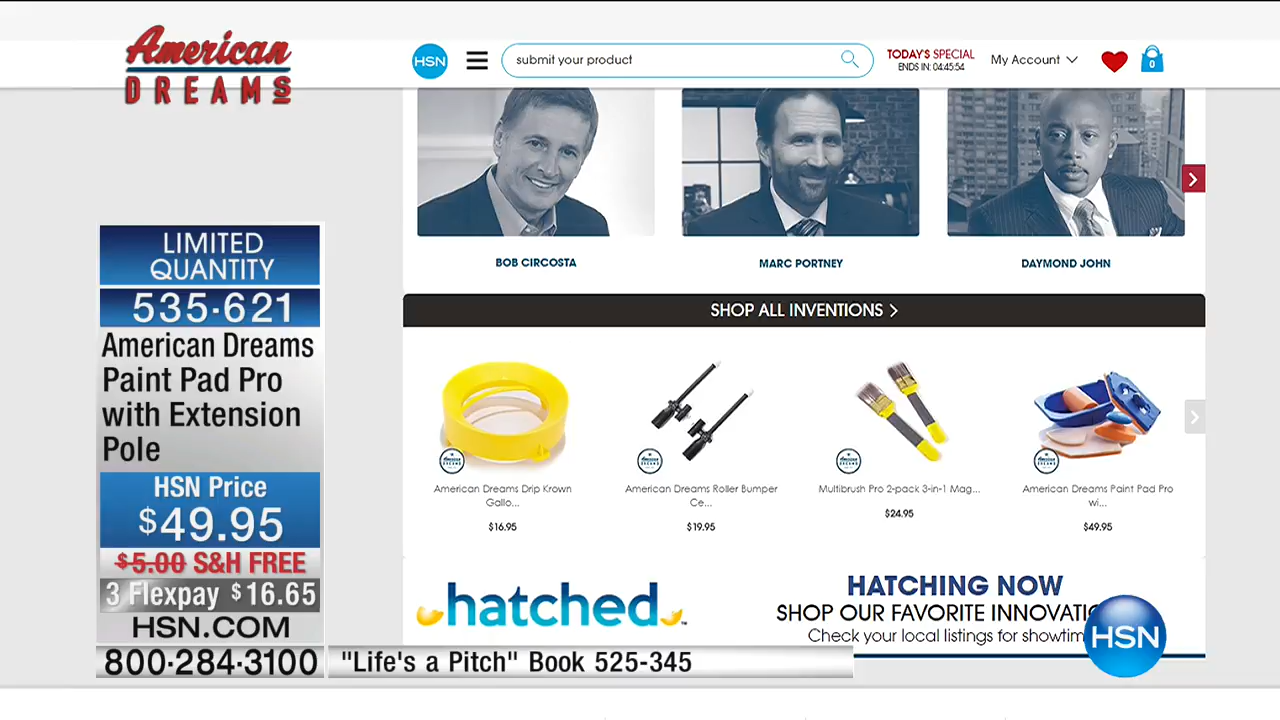 American
DREAMS
HSN
submit your product
TODAY'S SPECIAL
ENDS IN: 04:45:54
My Account
0
BOB CIRCOSTA
MARC PORTNEY
DAYMOND JOHN
SHOP ALL INVENTIONS >
American Dreams Drip Krown
Gallo...
$16.95
American Dreams Roller Bumper
Ce...
$19.95
Multibrush Pro 2-pack 3-in-1 Mag...
$24.95
American Dreams Paint Pad Pro
wi...
$49.95
hatched™
HATCHING NOW
SHOP OUR FAVORITE INNOVATIO
Check your local listings for showtim
HSN
LIMITED
QUANTITY
535-621
American Dreams
Paint Pad Pro
with Extension
Pole
HSN Price
$49.95
$5.00 S&H FREE
3 Flexpay $16.65
HSN.COM
800-284-3100
"Life's a Pitch" Book 525-345